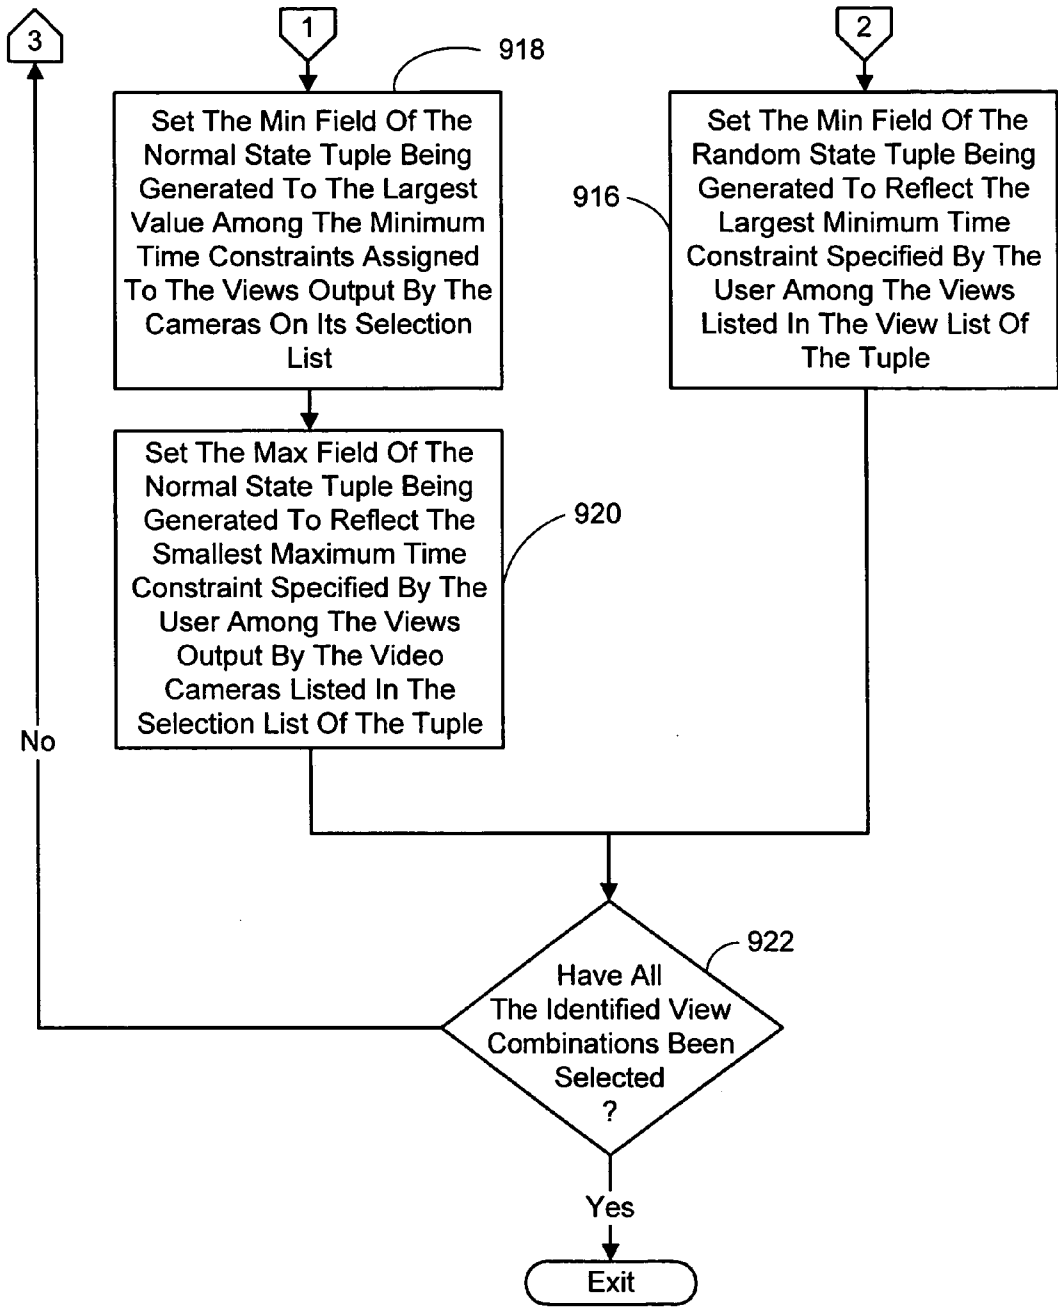 3
1
2
918
Set The Min Field Of The
Normal State Tuple Being
Generated To The Largest
Value Among The Minimum
Time Constraints Assigned
To The Views Output By The
Cameras On Its Selection
List
916
Set The Min Field Of The
Random State Tuple Being
Generated To Reflect The
Largest Minimum Time
Constraint Specified By The
User Among The Views
Listed In The View List Of
The Tuple
Set The Max Field Of The
Normal State Tuple Being
Generated To Reflect The
Smallest Maximum Time
Constraint Specified By The
User Among The Views
Output By The Video
Cameras Listed In The
Selection List Of The Tuple
920
No
922
Have All
The Identified View
Combinations Been
Selected
?
Yes
Exit